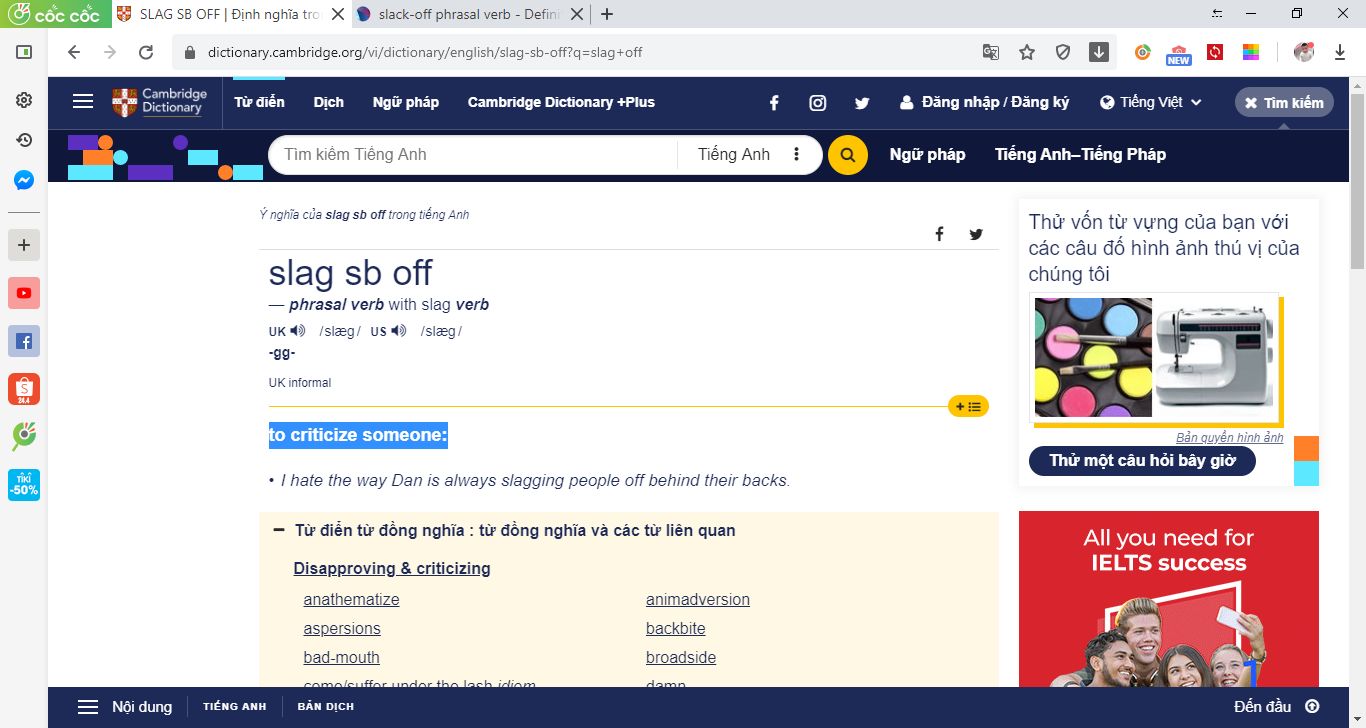 cốc cốc
SLAG SB OFF | Định nghĩa tro
slack-off phrasal verb - Defini
dictionary.cambridge.org/vi/dictionary/english/slag-sb-off?q=slag+off
NEW
Cambridge Dictionary
Từ điển
Dịch
Ngữ pháp
Cambridge Dictionary +Plus
Đăng nhập / Đăng ký
Tiếng Việt
Tìm kiếm
Tìm kiếm Tiếng Anh
Tiếng Anh
Ngữ pháp
Tiếng Anh–Tiếng Pháp
24.4
TIKI
-50%
Ý nghĩa của slag sb off trong tiếng Anh
slag sb off
— phrasal verb with slag verb
UK /slæg/ US /slæg/
-gg-
UK informal
to criticize someone:
• I hate the way Dan is always slagging people off behind their backs.
Từ điển từ đồng nghĩa : từ đồng nghĩa và các từ liên quan
Disapproving & criticizing
anathematize
animadversion
aspersions
backbite
bad-mouth
broadside
come/suffer under the lash idiom
damn
Thử vốn từ vựng của bạn với
các câu đố hình ảnh thú vị của
chúng tôi
Bản quyền hình ảnh
Thử một câu hỏi bây giờ
All you need for
IELTS success
Nội dung
TIẾNG ANH
BẢN DỊCH
Đến đầu